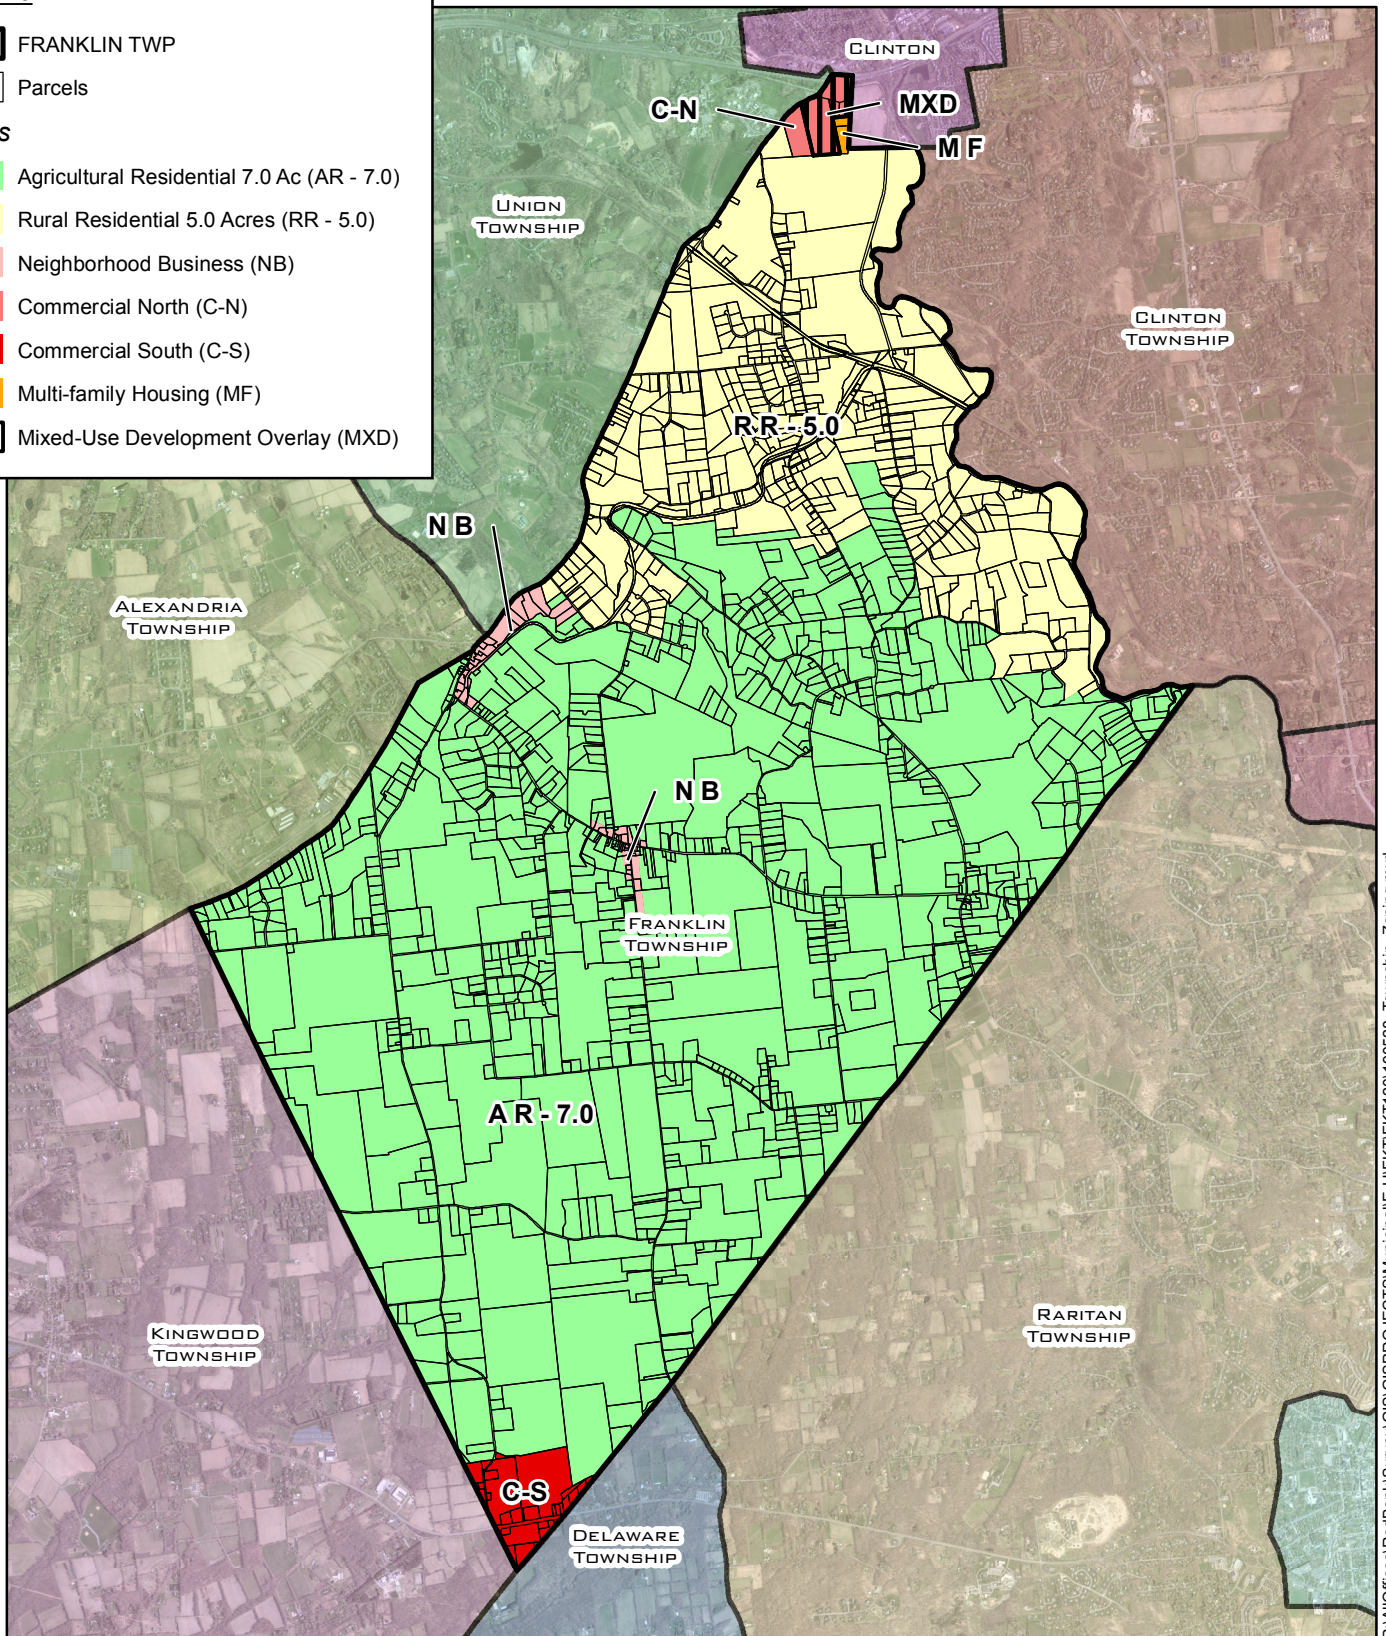 FRANKLIN TWP
Parcels
Agricultural Residential 7.0 Ac (AR - 7.0)
Rural Residential 5.0 Acres (RR - 5.0)
Neighborhood Business (NB)
Commercial North (C-N)
Commercial South (C-S)
Multi-family Housing (MF)
Mixed-Use Development Overlay (MXD)
CLINTON
C-N
MXD
M F
UNION
TOWNSHIP
CLINTON
TOWNSHIP
R R - 5.0
N B
ALEXANDRIA
TOWNSHIP
N B
FRANKLIN
TOWNSHIP
A R - 7.0
KINGWOOD
TOWNSHIP
RARITAN
TOWNSHIP
C-S
DELAWARE
TOWNSHIP